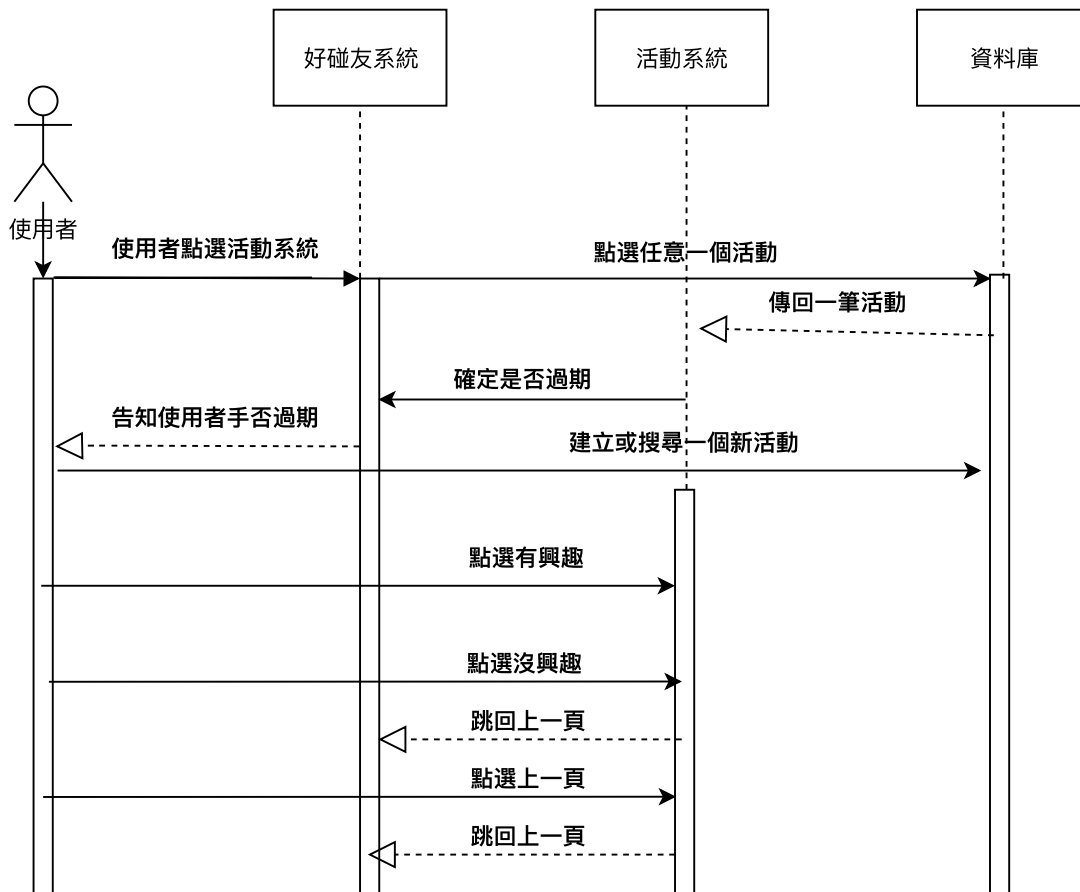 好碰友系統
活動系統
資料庫
使用者
使用者點選活動系統
點選任意一個活動
傳回一筆活動
確定是否過期
告知使用者手否過期
建立或搜尋一個新活動
點選有興趣
點選沒興趣
跳回上一頁
點選上一頁
跳回上一頁